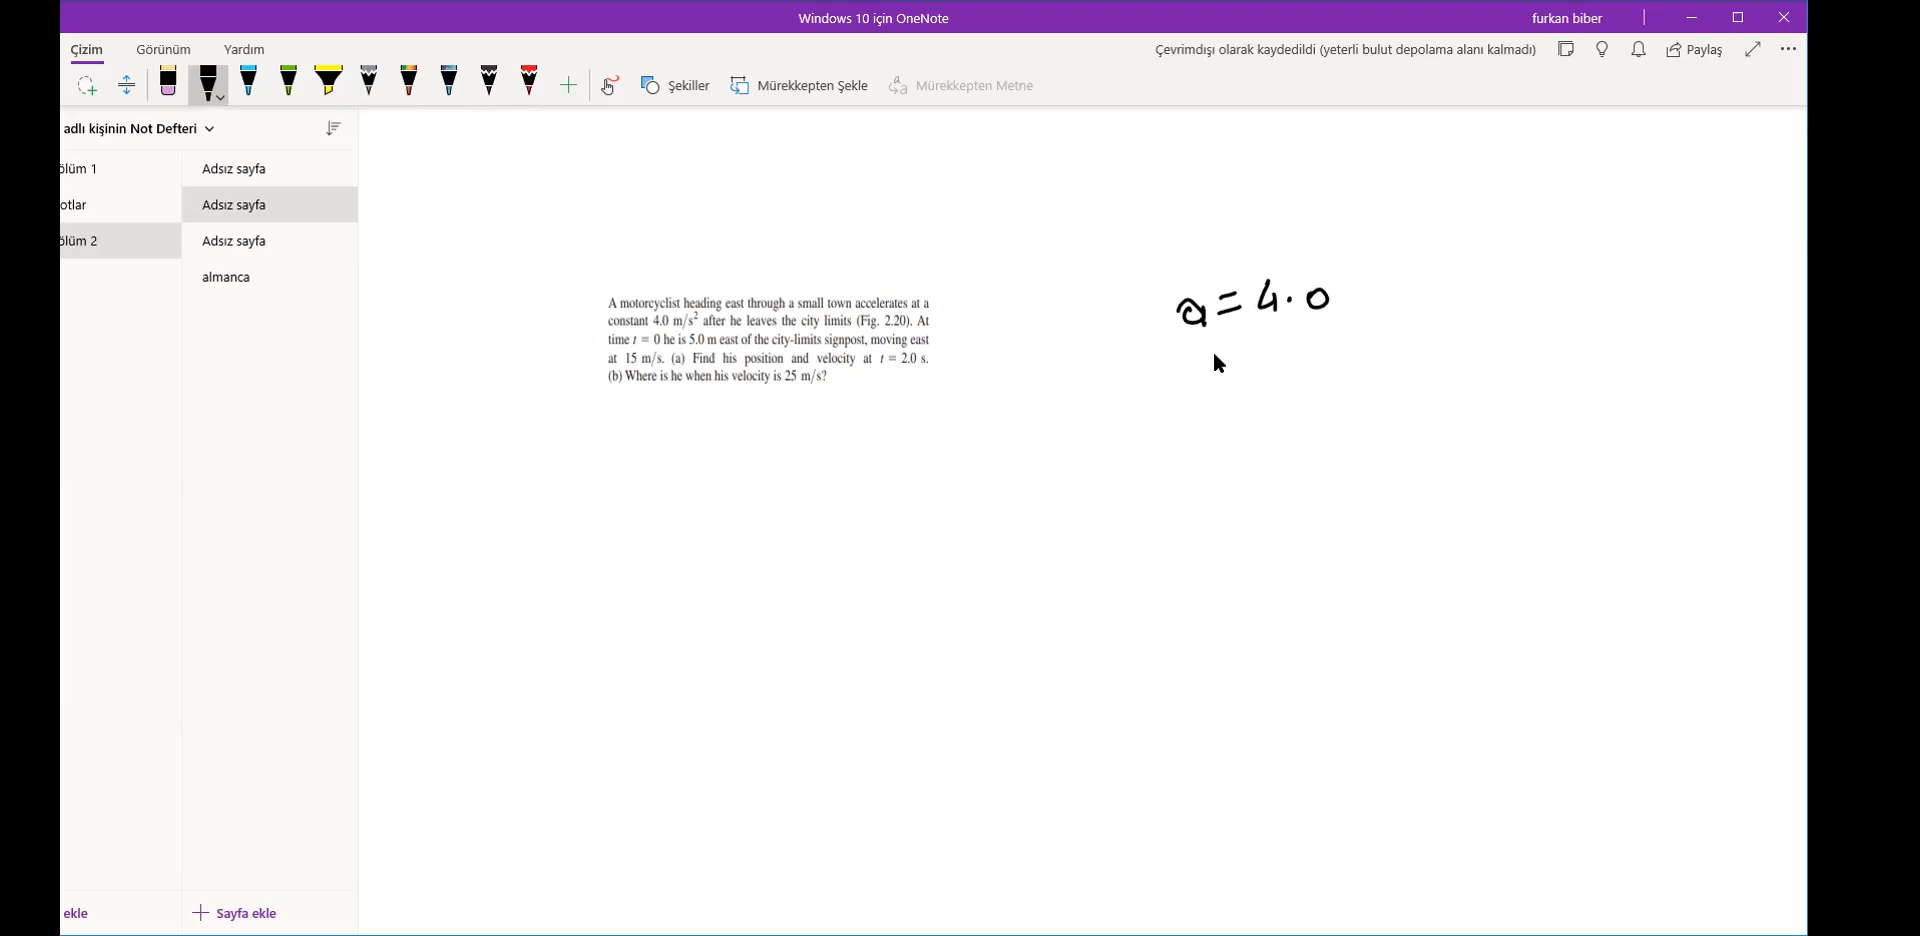 Windows 10 için OneNote
furkan biber
Çizim Görünüm Yardım
Çevrimdışı olarak kaydedildi (yeterli bulut depolama alanı kalmadı)
Paylaş
Şekiller
Mürekkepten Şekle
Mürekkepten Metne
adlı kişinin Not Defteri
ölüm 1
otlar
ölüm 2
Adsız sayfa
Adsız sayfa
Adsız sayfa
almanca
A motorcyclist heading east through a small town accelerates at a
constant 4.0 m/s² after he leaves the city limits (Fig. 2.20). At
time t = 0 he is 5.0 m east of the city-limits signpost, moving east
at 15 m/s. (a) Find his position and velocity at t = 2.0 s.
(b) Where is he when his velocity is 25 m/s?
a = 4.0
ekle
Sayfa ekle